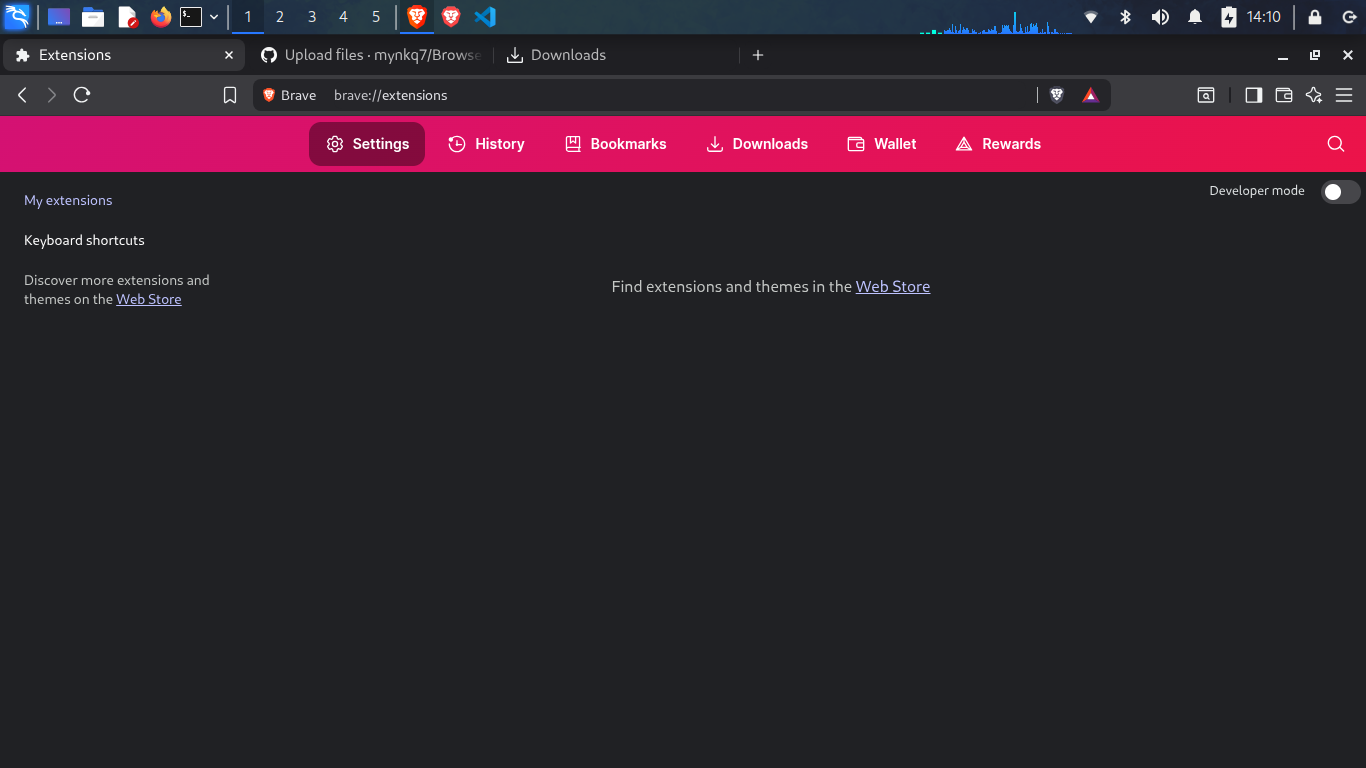 1 2 3 4 5 14:10
Extensions Upload files · mynkq7/Browse Downloads
Brave brave://extensions
Settings History Bookmarks Downloads Wallet Rewards
My extensions
Developer mode
Keyboard shortcuts
Discover more extensions and
themes on the Web Store
Find extensions and themes in the Web Store